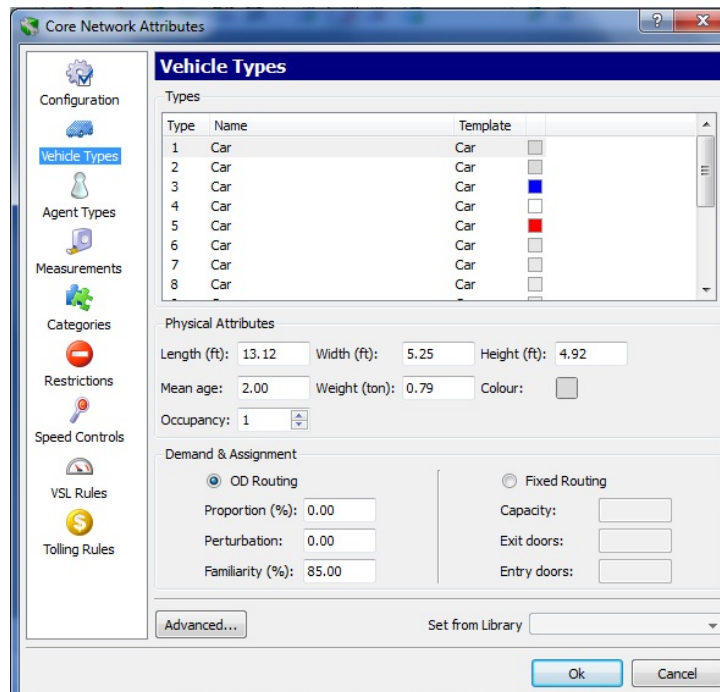 Core Network Attributes
Configuration
Vehicle Types
Agent Types
Measurements
Categories
Restrictions
Speed Controls
VSL Rules
Tolling Rules
Vehicle Types
Types
Type Name Template
1 Car Car
2 Car Car
3 Car Car
4 Car Car
5 Car Car
6 Car Car
7 Car Car
8 Car Car
Physical Attributes
Length (ft): 13.12 Width (ft): 5.25 Height (ft): 4.92
Mean age: 2.00 Weight (ton): 0.79 Colour:
Occupancy: 1
Demand & Assignment
OD Routing Fixed Routing
Proportion (%): 0.00 Capacity:
Perturbation: 0.00 Exit doors:
Familiarity (%): 85.00 Entry doors:
Advanced... Set from Library
Ok Cancel